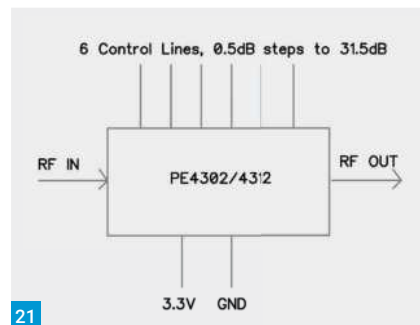 6 Control Lines, 0.5dB steps to 31.5dB
RF IN
PE4302/4312
RF OUT
3.3V GND
21